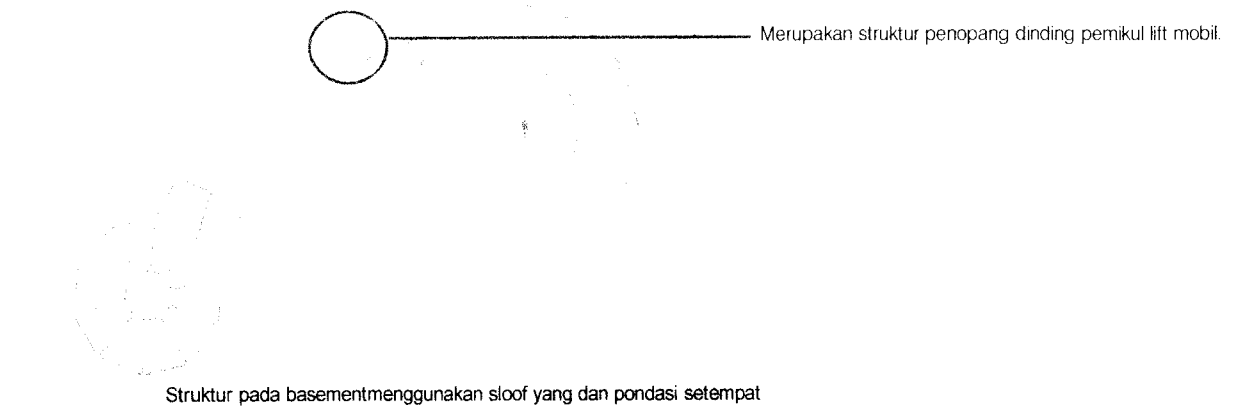 Merupakan struktur penopang dinding pemikul lift mobil.
Struktur pada basementmenggunakan sloof yang dan pondasi setempat